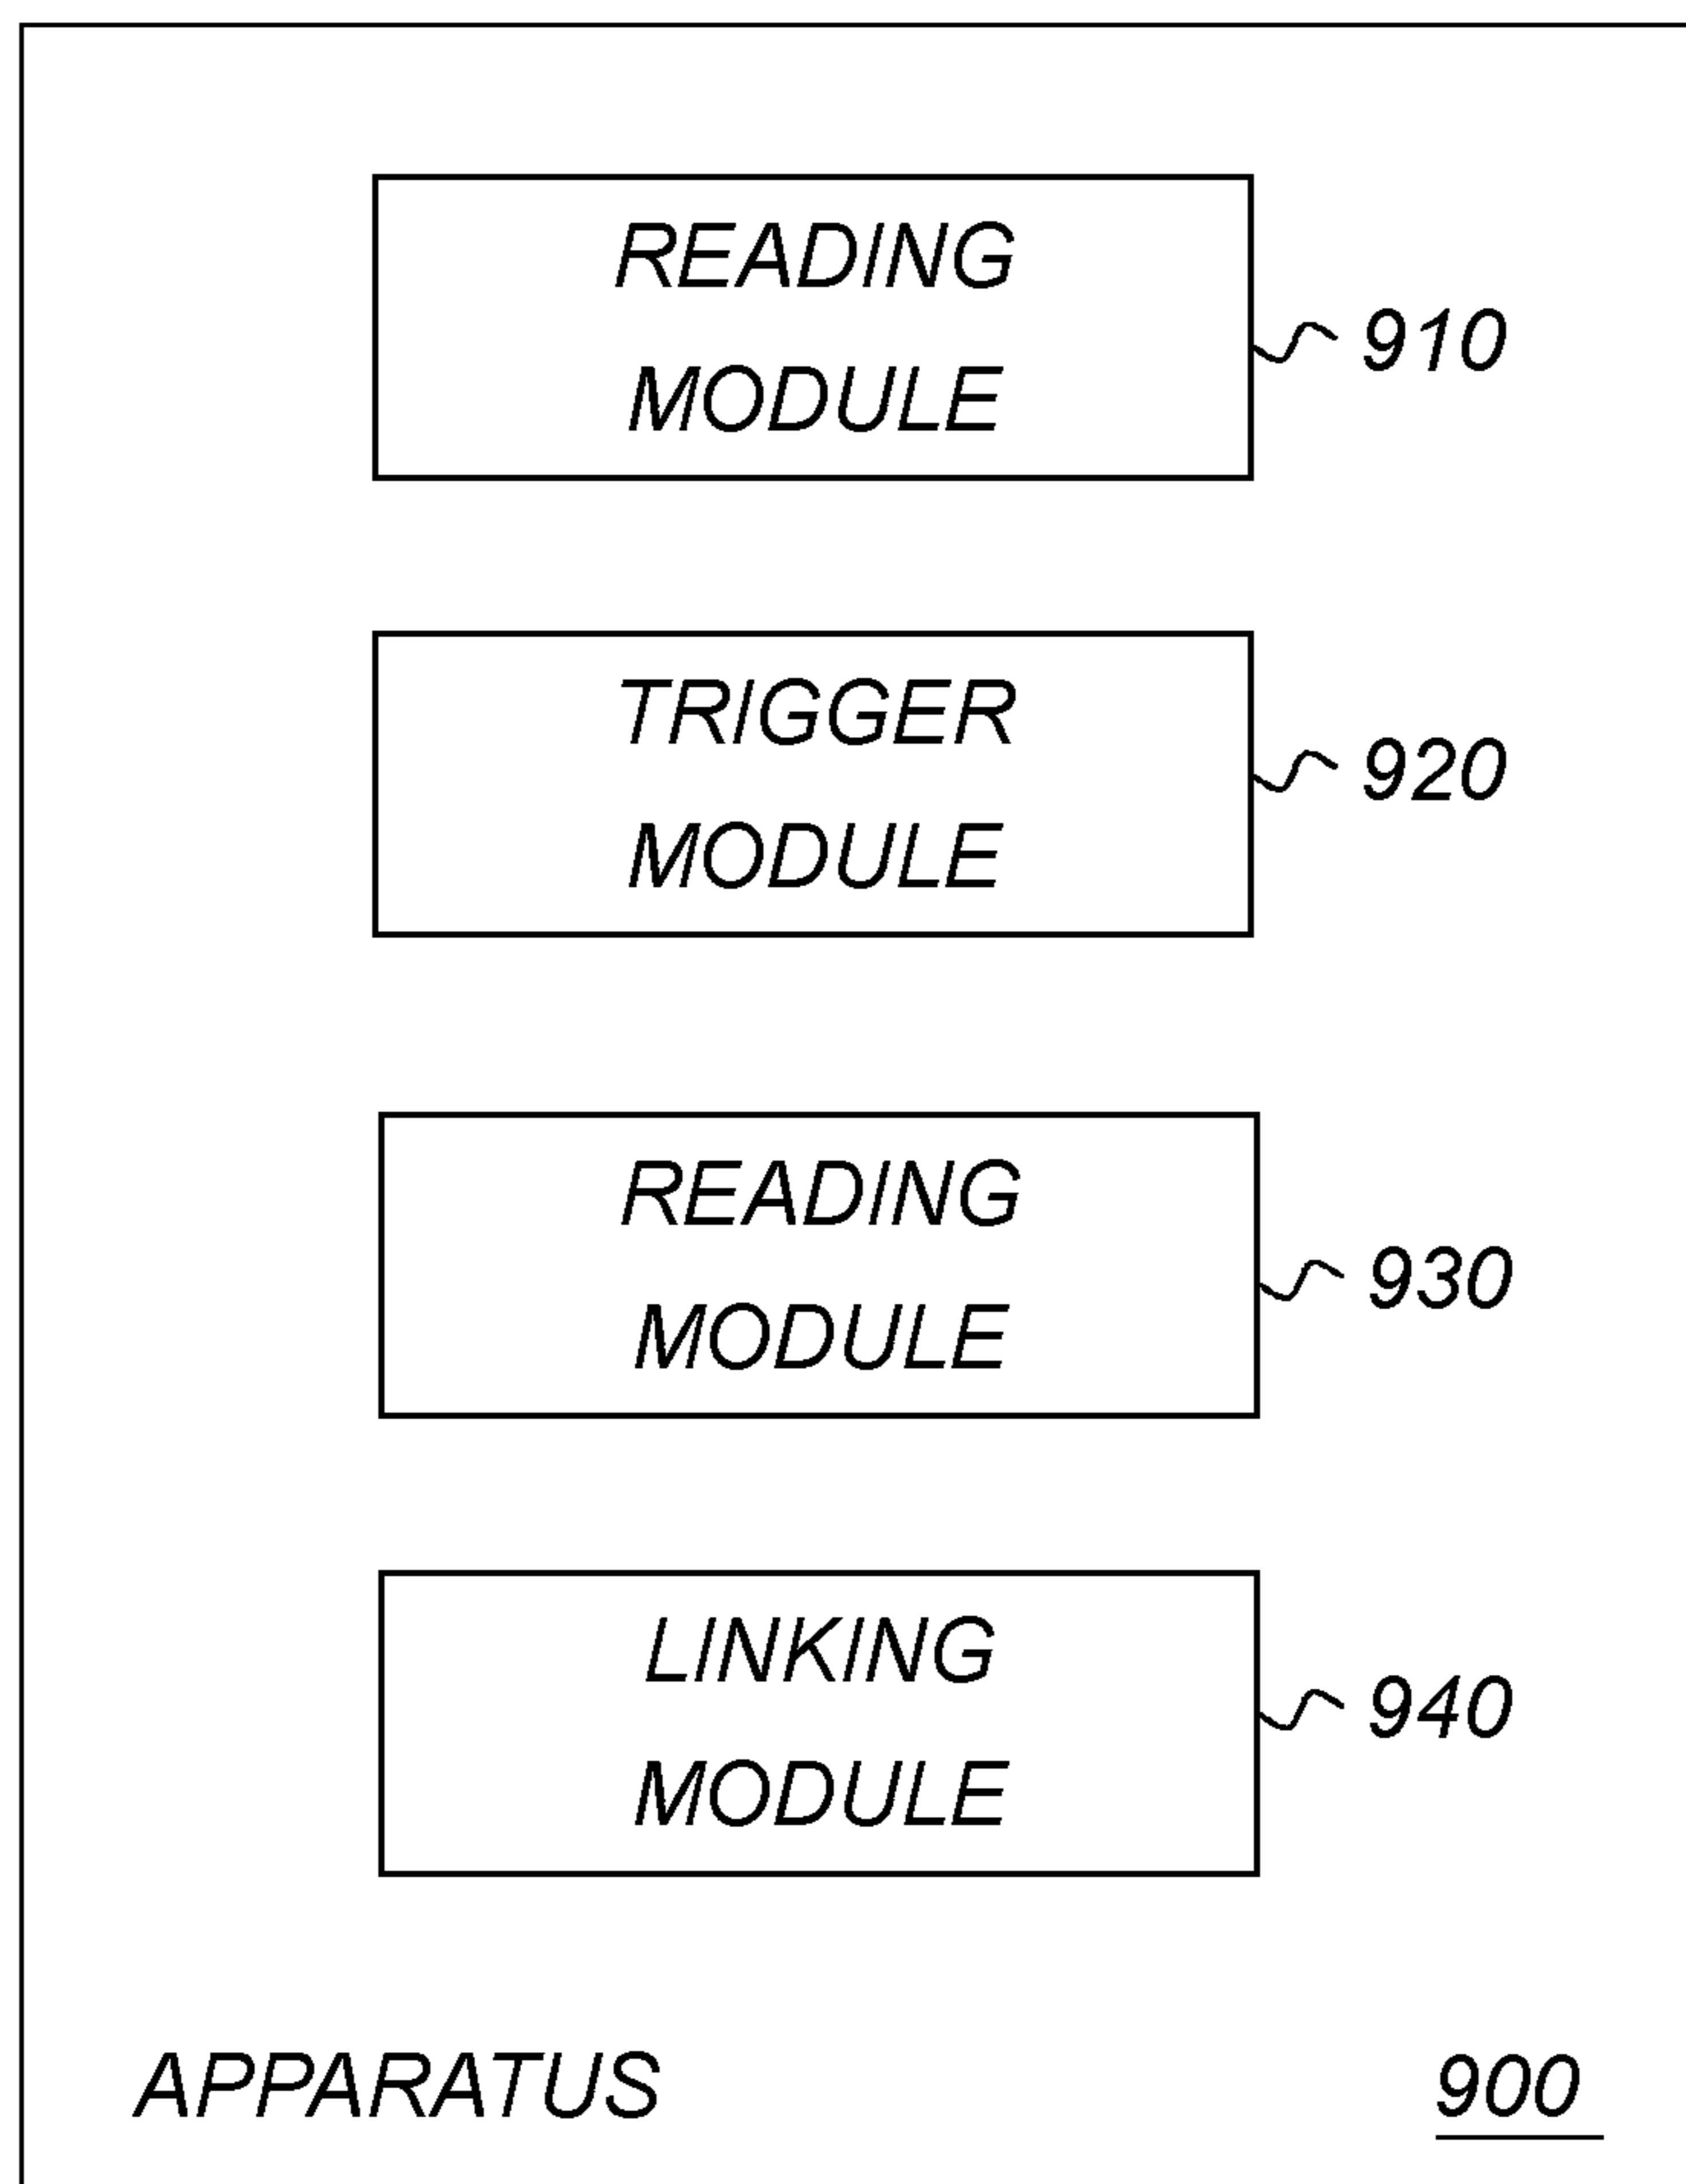 READING
MODULE
910
TRIGGER
MODULE
920
READING
MODULE
930
LINKING
MODULE
940
APPARATUS
900